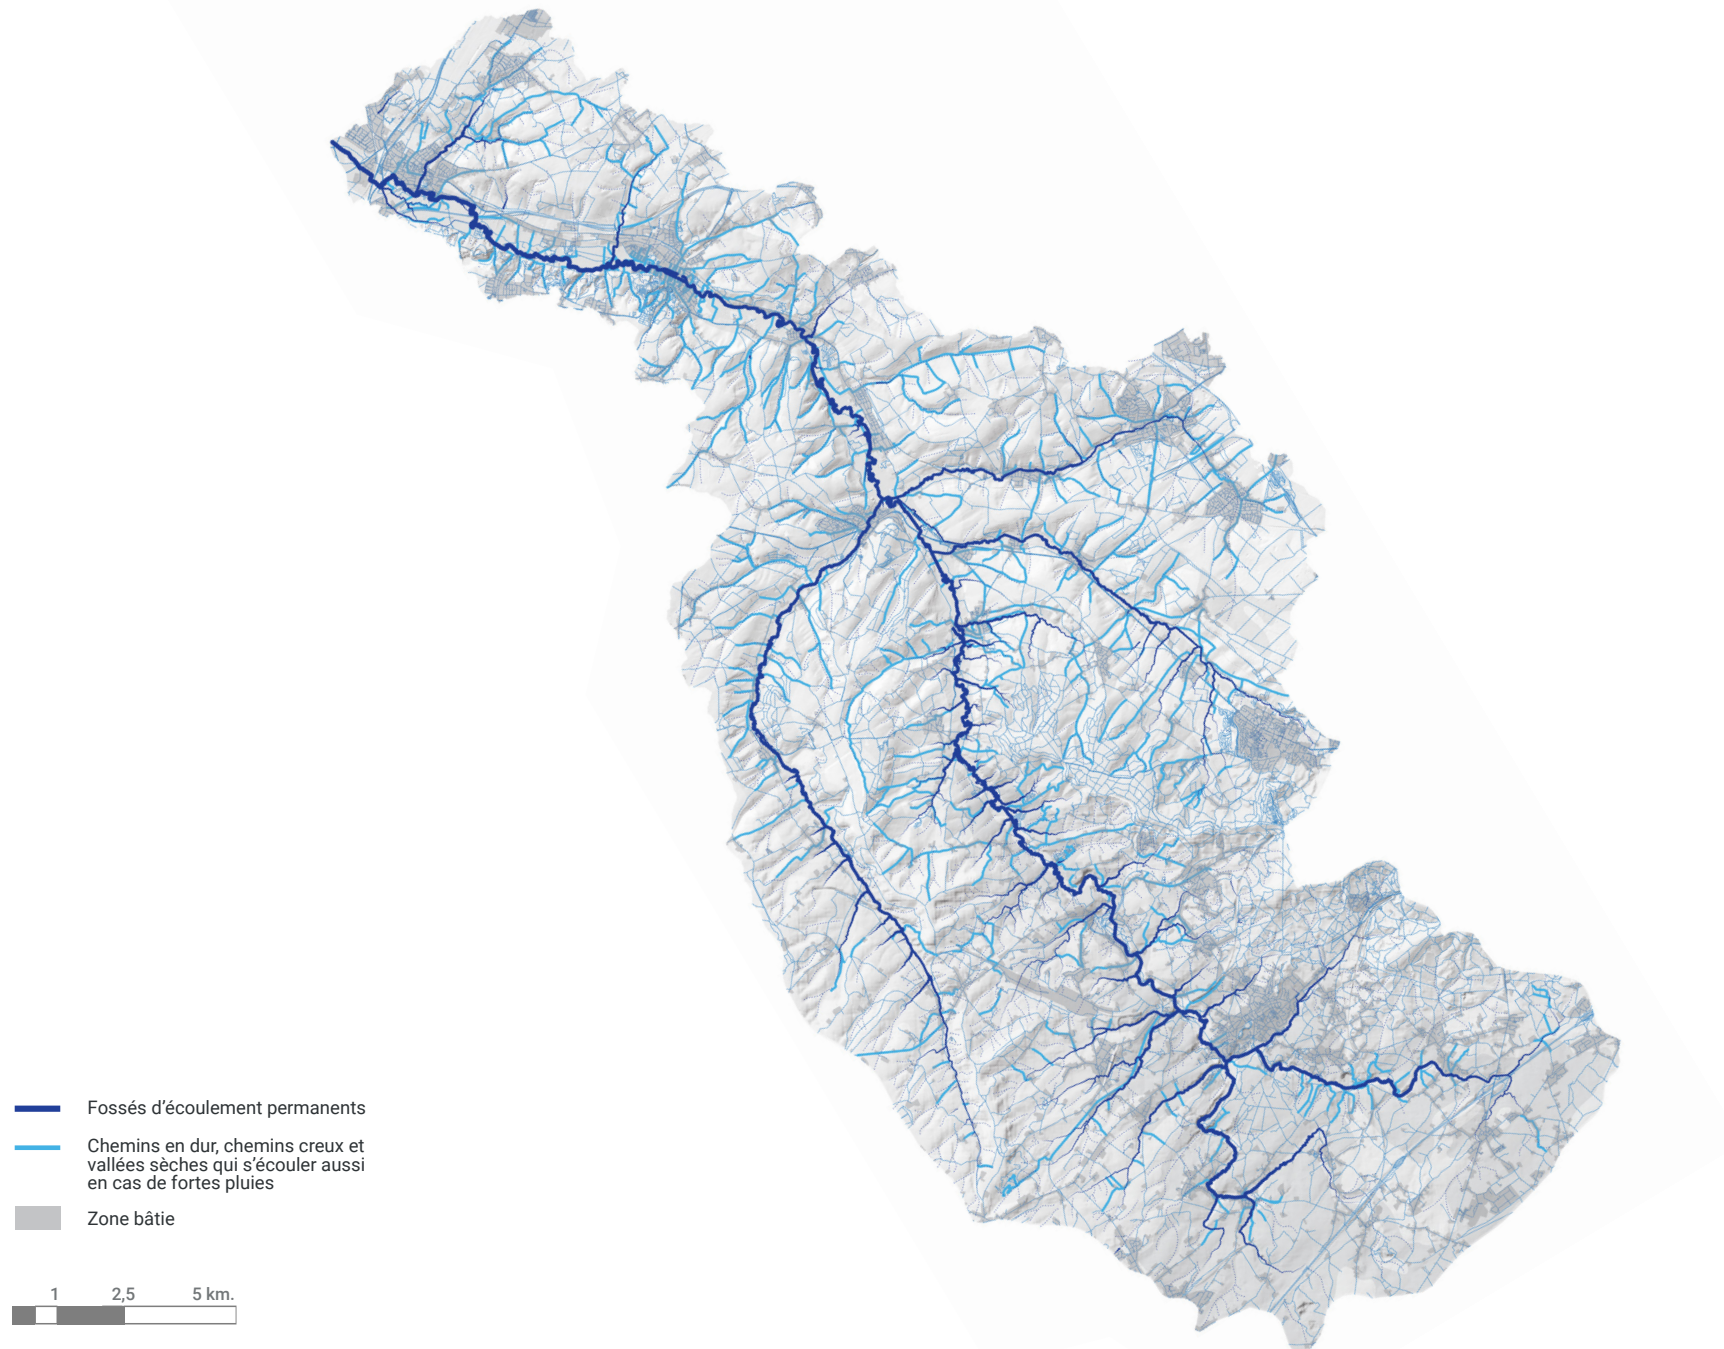 Fossés d'écoulement permanents
Chemins en dur, chemins creux et
vallées sèches qui s'écouler aussi
en cas de fortes pluies
Zone bâtie
1 2,5 5 km.